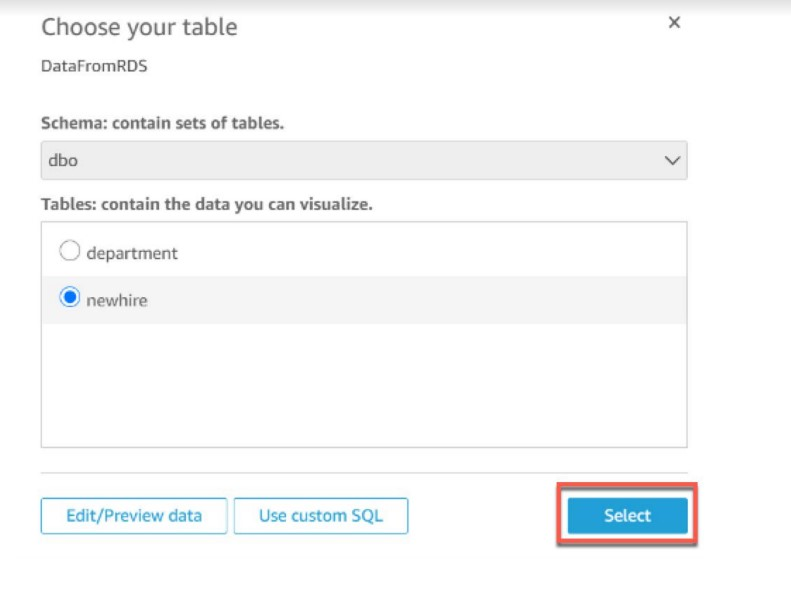 Choose your table
DataFromRDS
Schema: contain sets of tables.
dbo
Tables: contain the data you can visualize.
department
newhire
Edit/Preview data
Use custom SQL
Select